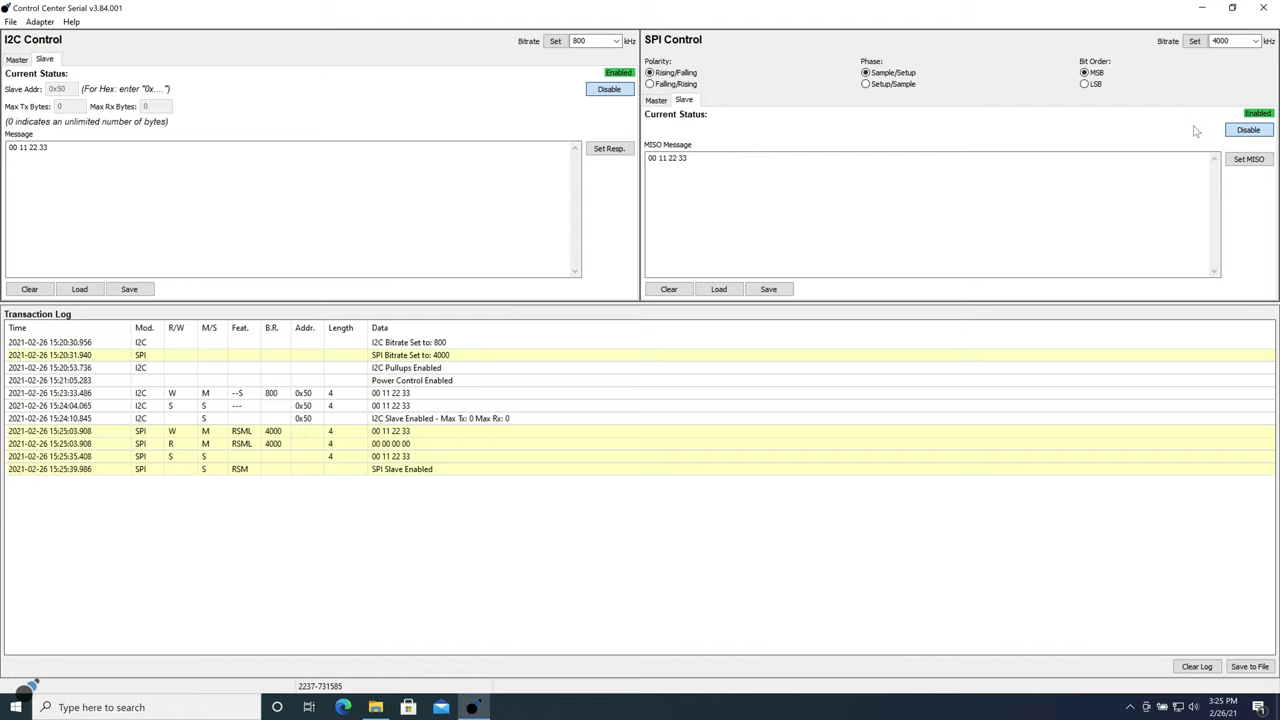 Control Center Serial v3.84.001
File Adapter Help
I2C Control
Bitrate Set 800 kHz
Master Slave
Current Status: Enabled
Slave Addr: 0x50 (For Hex: enter "0x....") Disable
Max Tx Bytes: 0 Max Rx Bytes: 0
(0 indicates an unlimited number of bytes)
Message
00 11 22 33 Set Resp.
Clear Load Save
SPI Control
Bitrate Set 4000 kHz
Polarity: Phase: Bit Order:
Rising/Falling Sample/Setup MSB
Falling/Rising Setup/Sample LSB
Master Slave
Current Status: Enabled
Disable
MISO Message
00 11 22 33 Set MISO
Clear Load Save
Transaction Log
Time Mod. R/W M/S Feat. B.R. Addr. Length Data
2021-02-26 15:20:30.956 I2C I2C Bitrate Set to: 800
2021-02-26 15:20:31.940 SPI SPI Bitrate Set to: 4000
2021-02-26 15:20:53.736 I2C I2C Pullups Enabled
2021-02-26 15:21:05.283 Power Control Enabled
2021-02-26 15:23:33.486 I2C W M --S 800 0x50 4 00 11 22 33
2021-02-26 15:24:04.065 I2C S S --- 0x50 4 00 11 22 33
2021-02-26 15:24:10.845 I2C S 0x50 I2C Slave Enabled - Max Tx: 0 Max Rx: 0
2021-02-26 15:25:03.908 SPI W M RSML 4000 4 00 11 22 33
2021-02-26 15:25:03.908 SPI R M RSML 4000 4 00 00 00 00
2021-02-26 15:25:35.408 SPI S S 4 00 11 22 33
2021-02-26 15:25:39.986 SPI S RSM SPI Slave Enabled
Clear Log Save to File
2237-731585
Type here to search
3:25 PM
2/26/21
1